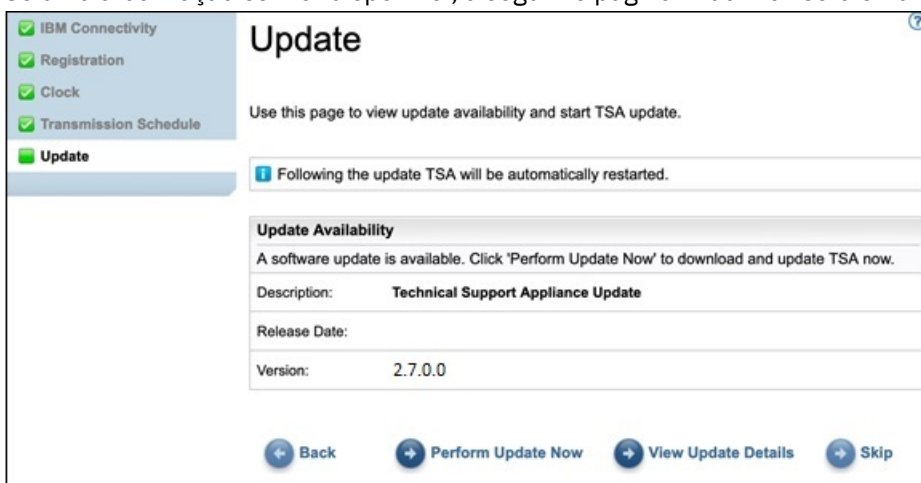 IBM Connectivity
Registration
Clock
Transmission Schedule
Update
Update
?
Use this page to view update availability and start TSA update.
i Following the update TSA will be automatically restarted.
Update Availability
A software update is available. Click 'Perform Update Now' to download and update TSA now.
Description: Technical Support Appliance Update
Release Date:
Version: 2.7.0.0
Back Perform Update Now View Update Details Skip